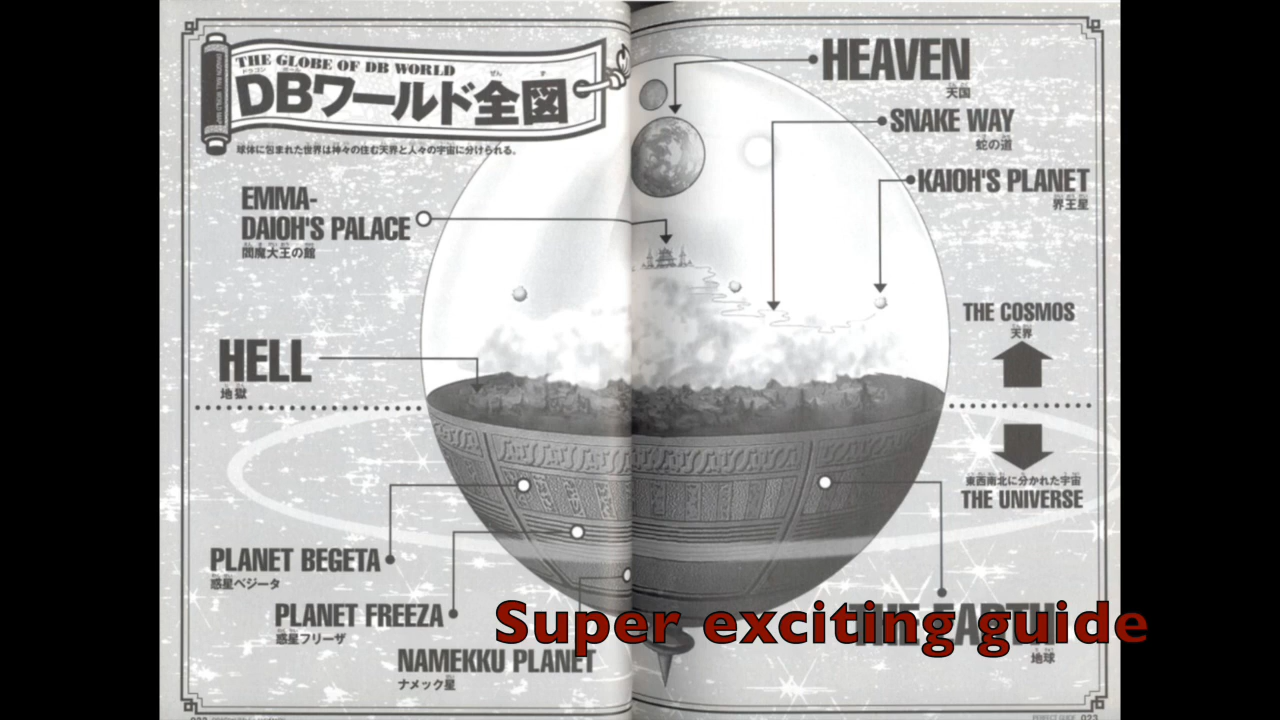 THE GLOBE OF DB WORLD
DBワールド全図
球体に包まれた世界は神々の住む天界と人々の宇宙に分けられる。
HEAVEN
天国
SNAKE WAY
蛇の道
KAIOH'S PLANET
界王星
EMMA-
DAIOH'S PALACE
閻魔大王の館
THE COSMOS
天界
HELL
地獄
東西南北に分かれた宇宙
THE UNIVERSE
PLANET BEGETA
惑星ベジータ
PLANET FREEZA
惑星フリーザ
NAMEKKU PLANET
ナメック星
THE EARTH
地球
Super exciting guide
PERFECT GUIDE 023